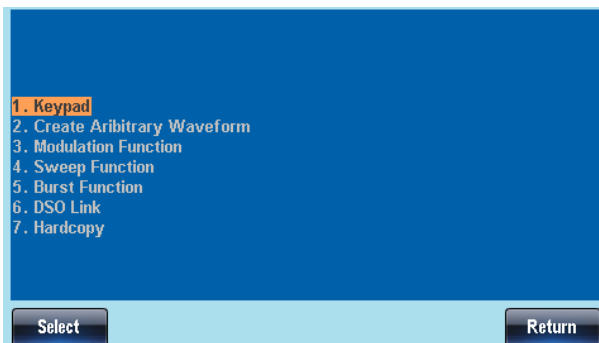 1. Keypad
2. Create Aribitrary Waveform
3. Modulation Function
4. Sweep Function
5. Burst Function
6. DSO Link
7. Hardcopy
Select
Return